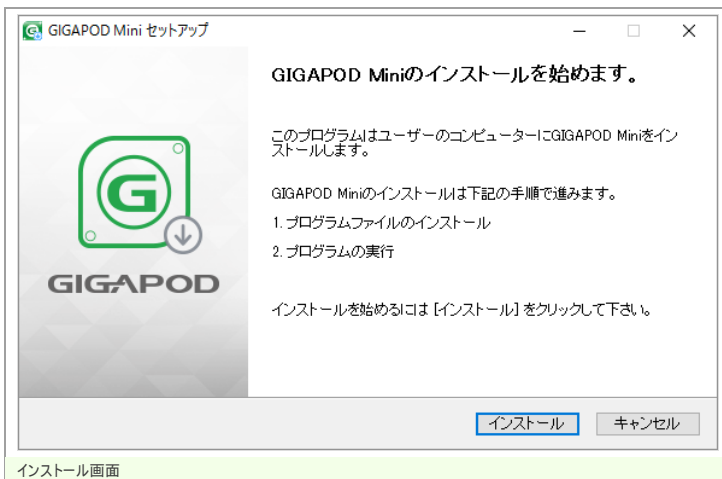 GIGAPOD Mini セットアップ
GIGAPOD Miniのインストールを始めます。
このプログラムはユーザーのコンピューターにGIGAPOD Miniをイン
ストールします。
GIGAPOD Miniのインストールは下記の手順で進みます。
1. プログラムファイルのインストール
2. プログラムの実行
インストールを始めるには [インストール] をクリックして下さい。
G
GIGAPOD
インストール
キャンセル
インストール画面